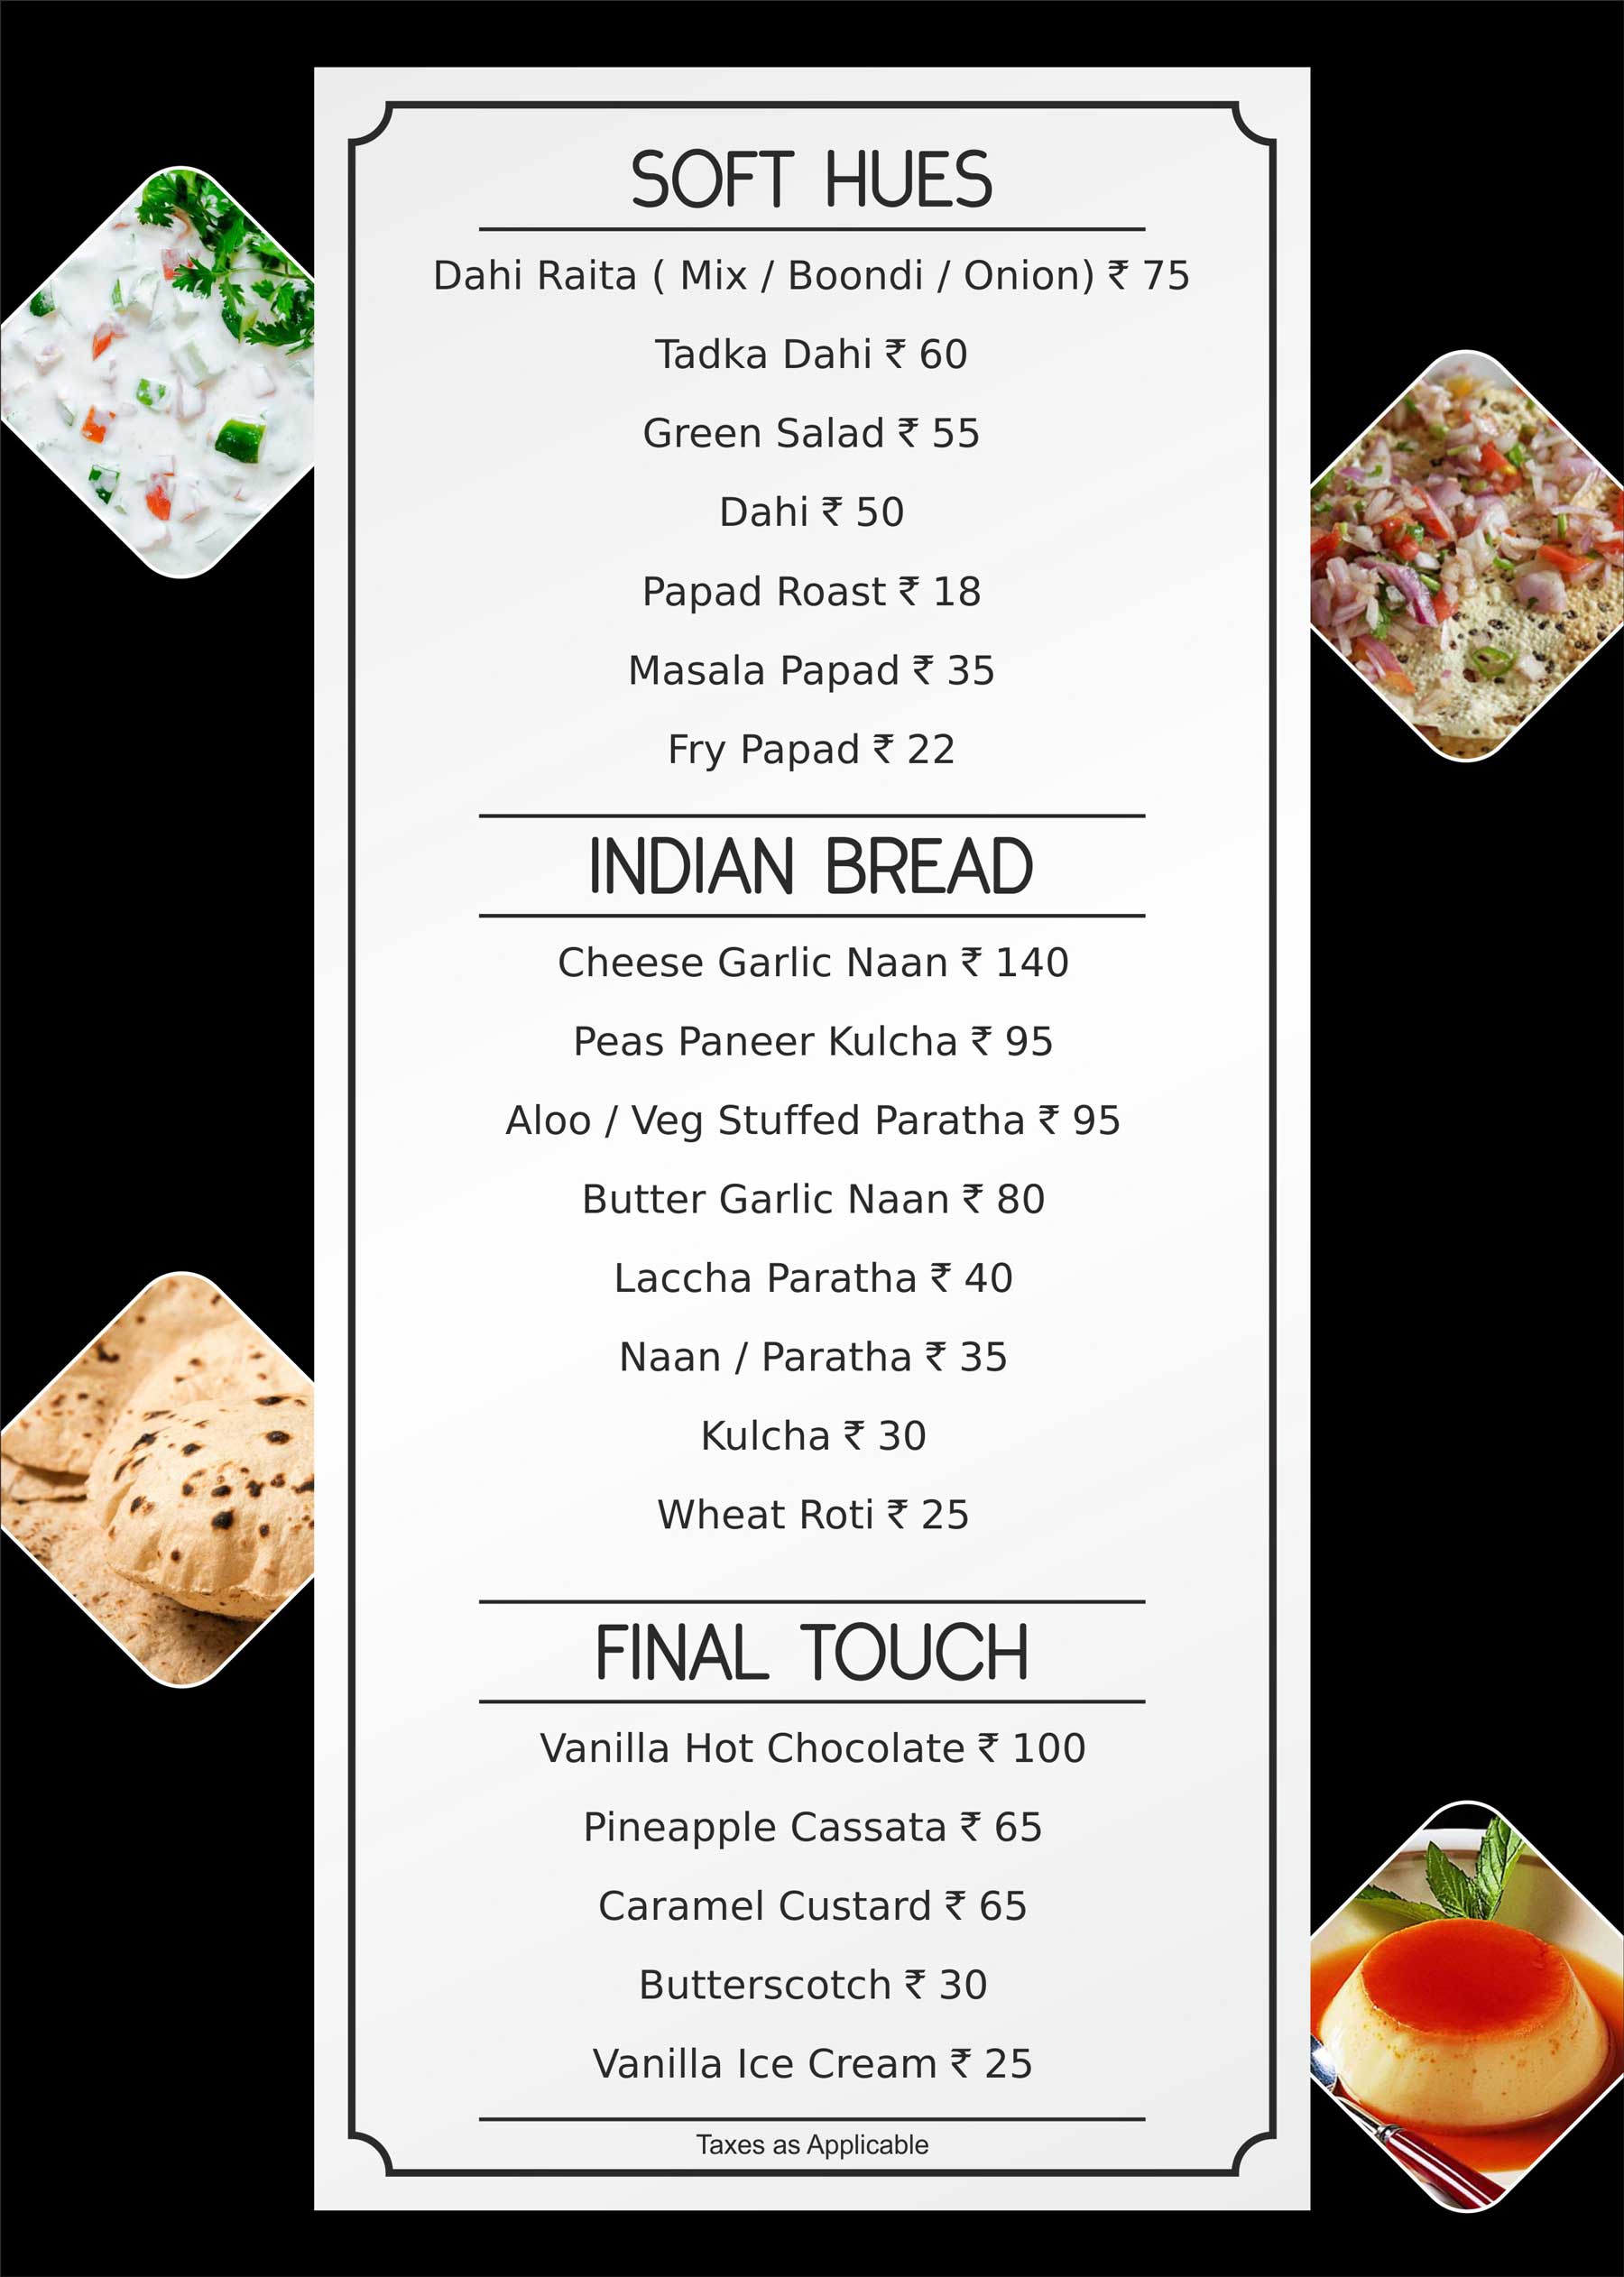 SOFT HUES
Dahi Raita ( Mix / Boondi / Onion) ₹ 75
Tadka Dahi ₹ 60
Green Salad ₹ 55
Dahi ₹ 50
Papad Roast ₹ 18
Masala Papad ₹ 35
Fry Papad ₹ 22
INDIAN BREAD
Cheese Garlic Naan ₹ 140
Peas Paneer Kulcha ₹ 95
Aloo / Veg Stuffed Paratha ₹ 95
Butter Garlic Naan ₹ 80
Laccha Paratha ₹ 40
Naan / Paratha ₹ 35
Kulcha ₹ 30
Wheat Roti ₹ 25
FINAL TOUCH
Vanilla Hot Chocolate ₹ 100
Pineapple Cassata ₹ 65
Caramel Custard ₹ 65
Butterscotch ₹ 30
Vanilla Ice Cream ₹ 25
Taxes as Applicable